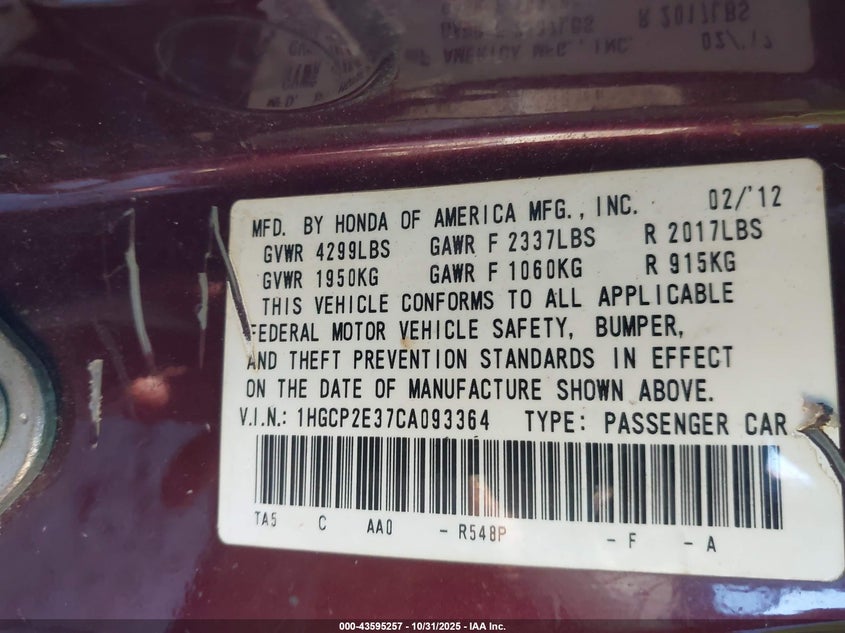 MFD. BY HONDA OF AMERICA MFG., INC. 02/'12
GVWR 4299LBS GAWR F 2337LBS R 2017LBS
GVWR 1950KG GAWR F 1060KG R 915KG
THIS VEHICLE CONFORMS TO ALL APPLICABLE
FEDERAL MOTOR VEHICLE SAFETY, BUMPER,
AND THEFT PREVENTION STANDARDS IN EFFECT
ON THE DATE OF MANUFACTURE SHOWN ABOVE.
V.I.N.: 1HGCP2E37CA093364 TYPE: PASSENGER CAR
TA5 C AA0 - R548P - F - A
000-43595257 - 10/31/2025 - IAA Inc.